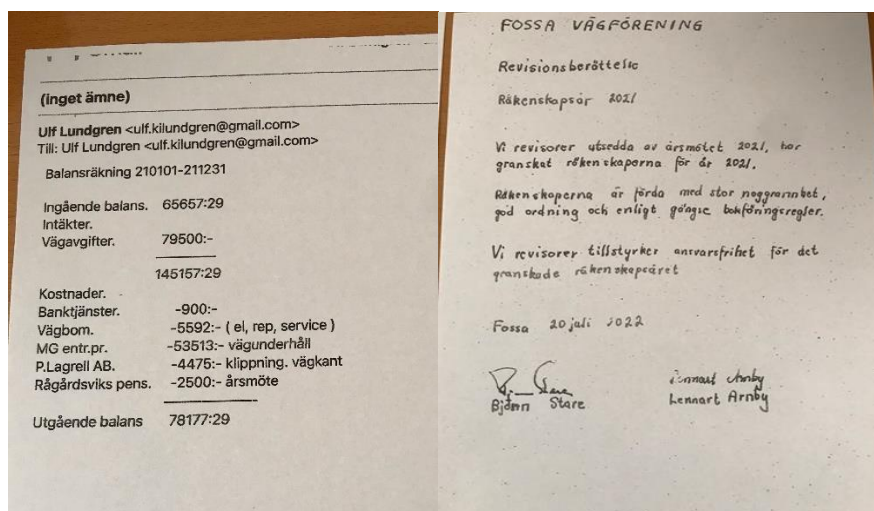 (inget ämne)
Ulf Lundgren <ulf.kilundgren@gmail.com>
Till: Ulf Lundgren <ulf.kilundgren@gmail.com>
Balansräkning 210101-211231
Ingående balans. 65657:29
Intäkter.
Vägavgifter. 79500:-
145157:29
Kostnader.
Banktjänster. -900:-
Vägbom. -5592:- ( el, rep, service )
MG entr.pr. -53513:- vägunderhåll
P.Lagrell AB. -4475:- klippning. vägkant
Rågårdsviks pens. -2500:- årsmöte
Utgående balans 78177:29
FOSSA VÄGFÖRENING
Revisionsberättelse
Räkenskapsår 2021
Vi revisorer utsedda av årsmötet 2021, har
granskat räkenskaperna för år 2021.
Räkenskaperna är förda med stor noggrannhet,
god ordning och enligt gängse bokföringsregler.
Vi revisorer tillstyrker ansvarsfrihet för det
granskade räkenskapsåret
Fossa 20 juli 2022
Björn Stare
Lennart Arnby
Björn Stare
Lennart Arnby